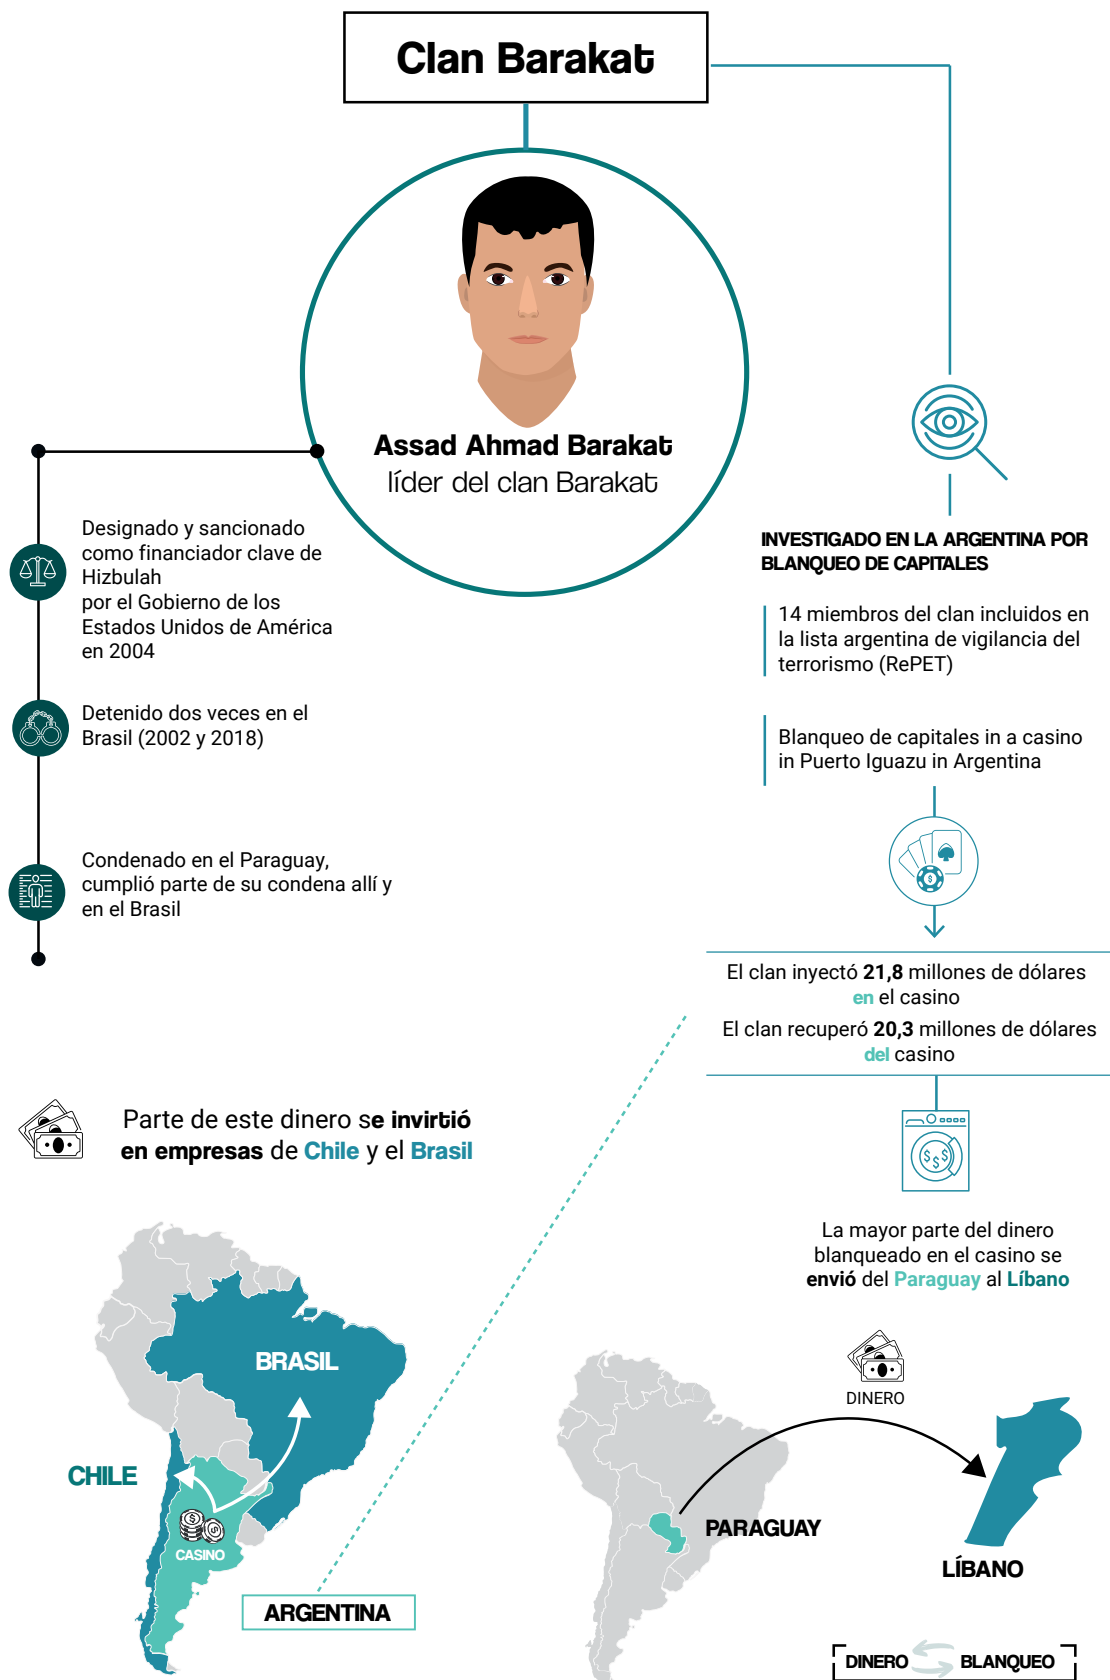 Clan Barakat
Assad Ahmad Barakat
líder del clan Barakat
Designado y sancionado
como financiador clave de
Hizbulah
por el Gobierno de los
Estados Unidos de América
en 2004
Detenido dos veces en el
Brasil (2002 y 2018)
Condenado en el Paraguay,
cumplió parte de su condena allí y
en el Brasil
INVESTIGADO EN LA ARGENTINA POR
BLANQUEO DE CAPITALES
14 miembros del clan incluidos en
la lista argentina de vigilancia del
terrorismo (RePET)
Blanqueo de capitales in a casino
in Puerto Iguazu in Argentina
El clan inyectó 21,8 millones de dólares
en el casino
El clan recuperó 20,3 millones de dólares
del casino
Parte de este dinero se invirtió
en empresas de Chile y el Brasil
La mayor parte del dinero
blanqueado en el casino se
envió del Paraguay al Líbano
BRASIL
CHILE
CASINO
ARGENTINA
DINERO
PARAGUAY
LÍBANO
DINERO BLANQUEO